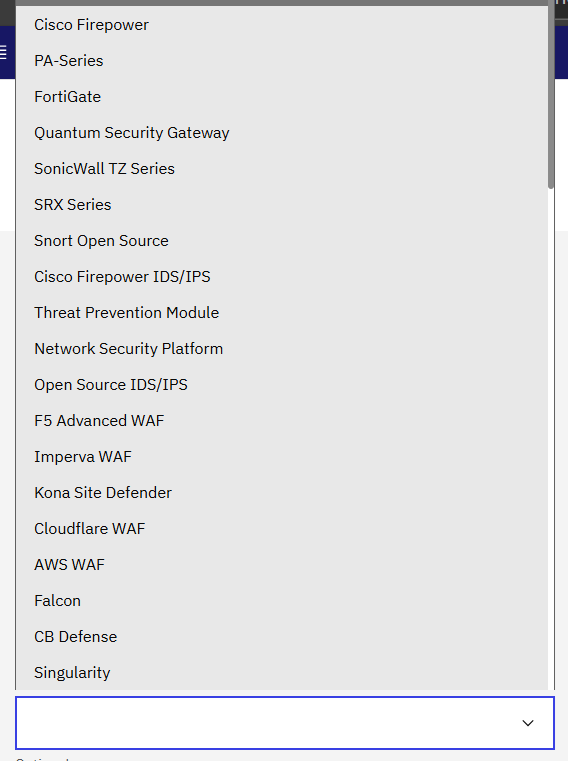 Cisco Firepower
PA-Series
FortiGate
Quantum Security Gateway
SonicWall TZ Series
SRX Series
Snort Open Source
Cisco Firepower IDS/IPS
Threat Prevention Module
Network Security Platform
Open Source IDS/IPS
F5 Advanced WAF
Imperva WAF
Kona Site Defender
Cloudflare WAF
AWS WAF
Falcon
CB Defense
Singularity